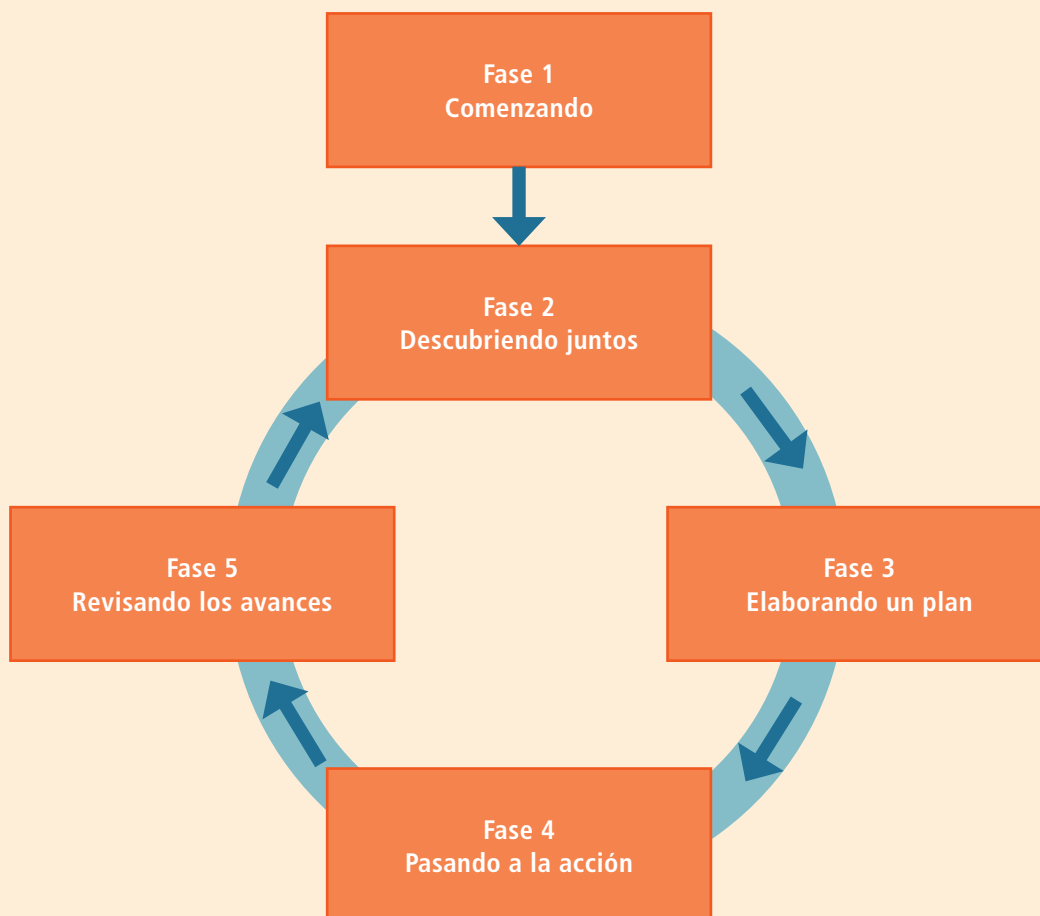 Fase 1
Comenzando
Fase 2
Descubriendo juntos
Fase 3
Elaborando un plan
Fase 4
Pasando a la acción
Fase 5
Revisando los avances